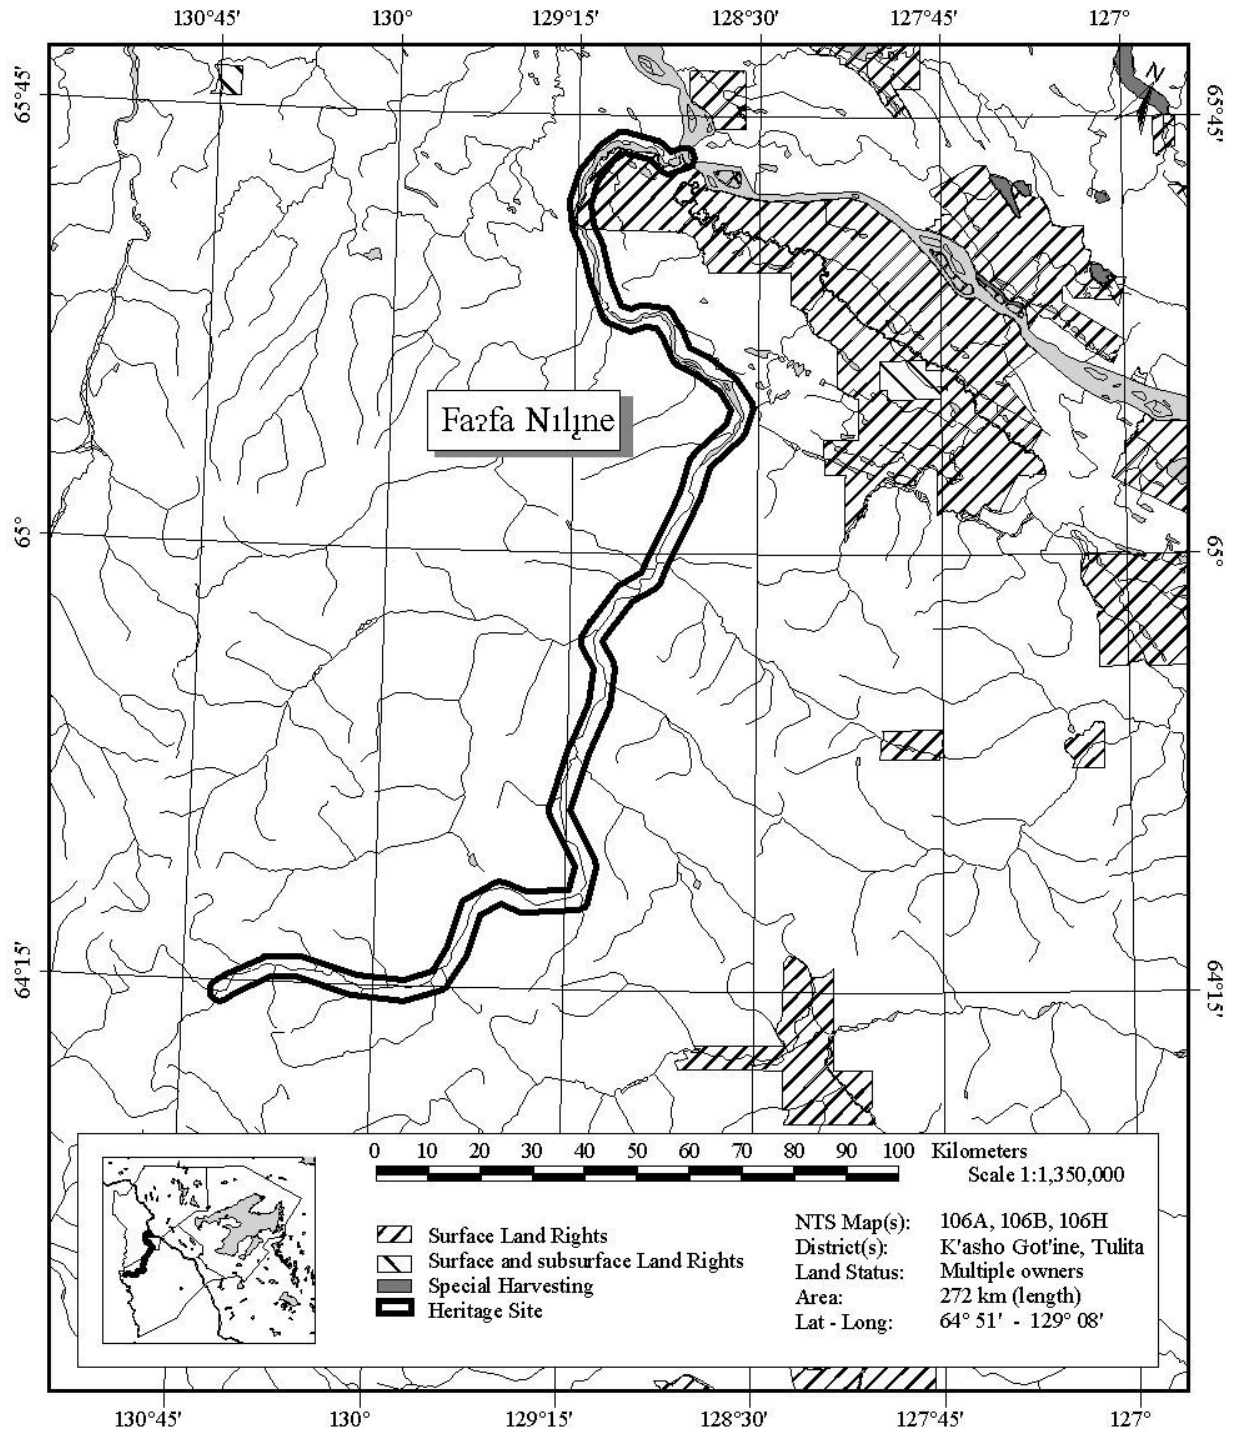 130°45' 130° 129°15' 128°30' 127°45' 127°
65°45'
65°45'
N
Faɂfa Nılı̨ne
65°
65°
64°15'
64°15'
0 10 20 30 40 50 60 70 80 90 100 Kilometers
Scale 1:1,350,000
Surface Land Rights
Surface and subsurface Land Rights
Special Harvesting
Heritage Site
NTS Map(s): 106A, 106B, 106H
District(s): K'asho Got'ine, Tulita
Land Status: Multiple owners
Area: 272 km (length)
Lat - Long: 64° 51' - 129° 08'
130°45' 130° 129°15' 128°30' 127°45' 127°